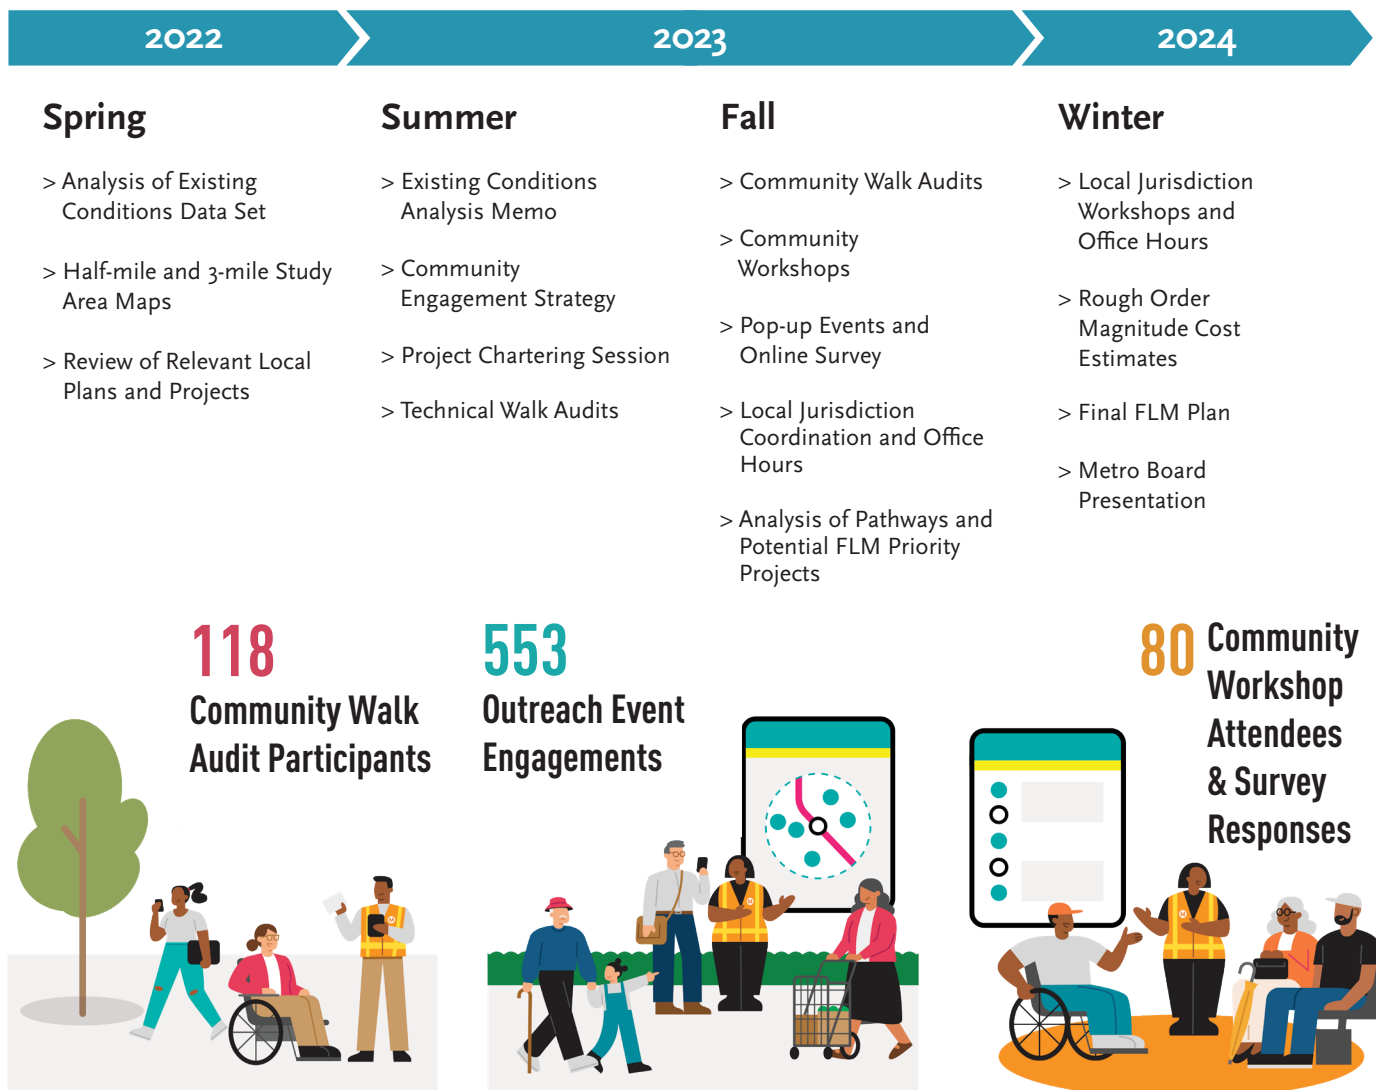 2022
2023
2024
Spring
> Analysis of Existing
Conditions Data Set
> Half-mile and 3-mile Study
Area Maps
> Review of Relevant Local
Plans and Projects
Summer
> Existing Conditions
Analysis Memo
> Community
Engagement Strategy
> Project Chartering Session
> Technical Walk Audits
Fall
> Community Walk Audits
> Community
Workshops
> Pop-up Events and
Online Survey
> Local Jurisdiction
Coordination and Office
Hours
> Analysis of Pathways and
Potential FLM Priority
Projects
Winter
> Local Jurisdiction
Workshops and
Office Hours
> Rough Order
Magnitude Cost
Estimates
> Final FLM Plan
> Metro Board
Presentation
118
Community Walk
Audit Participants
553
Outreach Event
Engagements
80 Community
Workshop
Attendees
& Survey
Responses